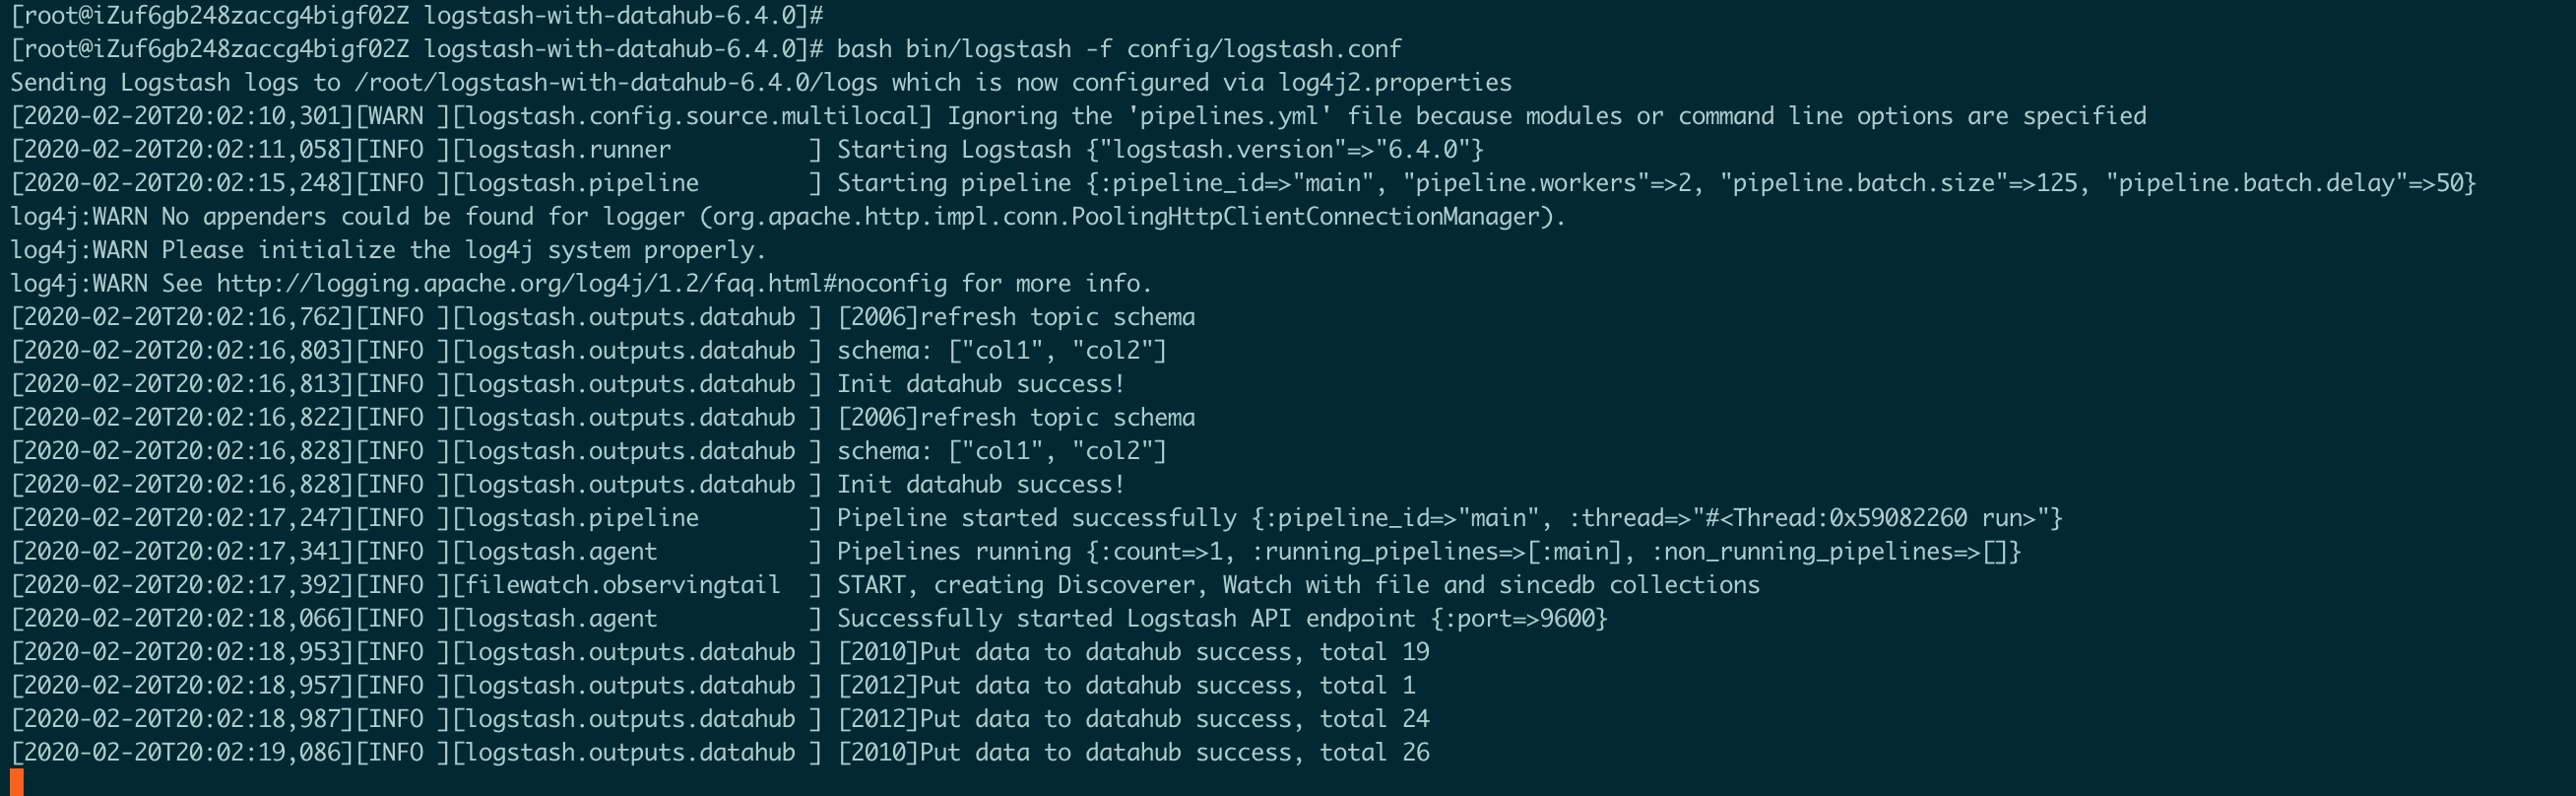 [root@iZuf6gb248zaccg4bigf02Z logstash-with-datahub-6.4.0]#
[root@iZuf6gb248zaccg4bigf02Z logstash-with-datahub-6.4.0]# bash bin/logstash -f config/logstash.conf
Sending Logstash logs to /root/logstash-with-datahub-6.4.0/logs which is now configured via log4j2.properties
[2020-02-20T20:02:10,301][WARN ][logstash.config.source.multilocal] Ignoring the 'pipelines.yml' file because modules or command line options are specified
[2020-02-20T20:02:11,058][INFO ][logstash.runner          ] Starting Logstash {"logstash.version"=>"6.4.0"}
[2020-02-20T20:02:15,248][INFO ][logstash.pipeline        ] Starting pipeline {:pipeline_id=>"main", "pipeline.workers"=>2, "pipeline.batch.size"=>125, "pipeline.batch.delay"=>50}
log4j:WARN No appenders could be found for logger (org.apache.http.impl.conn.PoolingHttpClientConnectionManager).
log4j:WARN Please initialize the log4j system properly.
log4j:WARN See http://logging.apache.org/log4j/1.2/faq.html#noconfig for more info.
[2020-02-20T20:02:16,762][INFO ][logstash.outputs.datahub ] [2006]refresh topic schema
[2020-02-20T20:02:16,803][INFO ][logstash.outputs.datahub ] schema: ["col1", "col2"]
[2020-02-20T20:02:16,813][INFO ][logstash.outputs.datahub ] Init datahub success!
[2020-02-20T20:02:16,822][INFO ][logstash.outputs.datahub ] [2006]refresh topic schema
[2020-02-20T20:02:16,828][INFO ][logstash.outputs.datahub ] schema: ["col1", "col2"]
[2020-02-20T20:02:16,828][INFO ][logstash.outputs.datahub ] Init datahub success!
[2020-02-20T20:02:17,247][INFO ][logstash.pipeline        ] Pipeline started successfully {:pipeline_id=>"main", :thread=>"#<Thread:0x59082260 run>"}
[2020-02-20T20:02:17,341][INFO ][logstash.agent           ] Pipelines running {:count=>1, :running_pipelines=>[:main], :non_running_pipelines=>[]}
[2020-02-20T20:02:17,392][INFO ][filewatch.observingtail  ] START, creating Discoverer, Watch with file and sincedb collections
[2020-02-20T20:02:18,066][INFO ][logstash.agent           ] Successfully started Logstash API endpoint {:port=>9600}
[2020-02-20T20:02:18,953][INFO ][logstash.outputs.datahub ] [2010]Put data to datahub success, total 19
[2020-02-20T20:02:18,957][INFO ][logstash.outputs.datahub ] [2012]Put data to datahub success, total 1
[2020-02-20T20:02:18,987][INFO ][logstash.outputs.datahub ] [2012]Put data to datahub success, total 24
[2020-02-20T20:02:19,086][INFO ][logstash.outputs.datahub ] [2010]Put data to datahub success, total 26